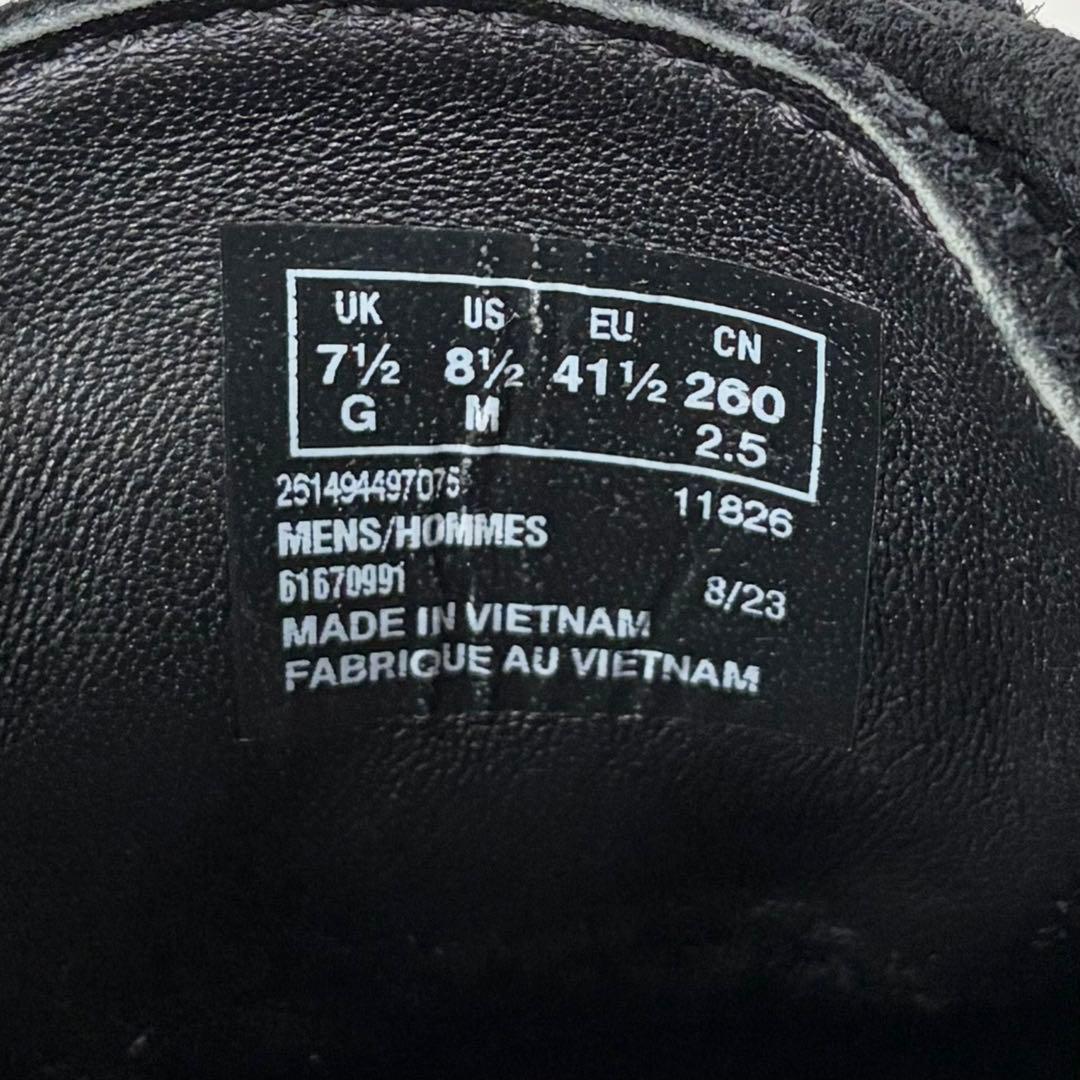 UK US EU CN
7½ 8½ 41½ 260
G M 2.5
261494497075 11826
MENS/HOMMES
61670991 8/23
MADE IN VIETNAM
FABRIQUE AU VIETNAM